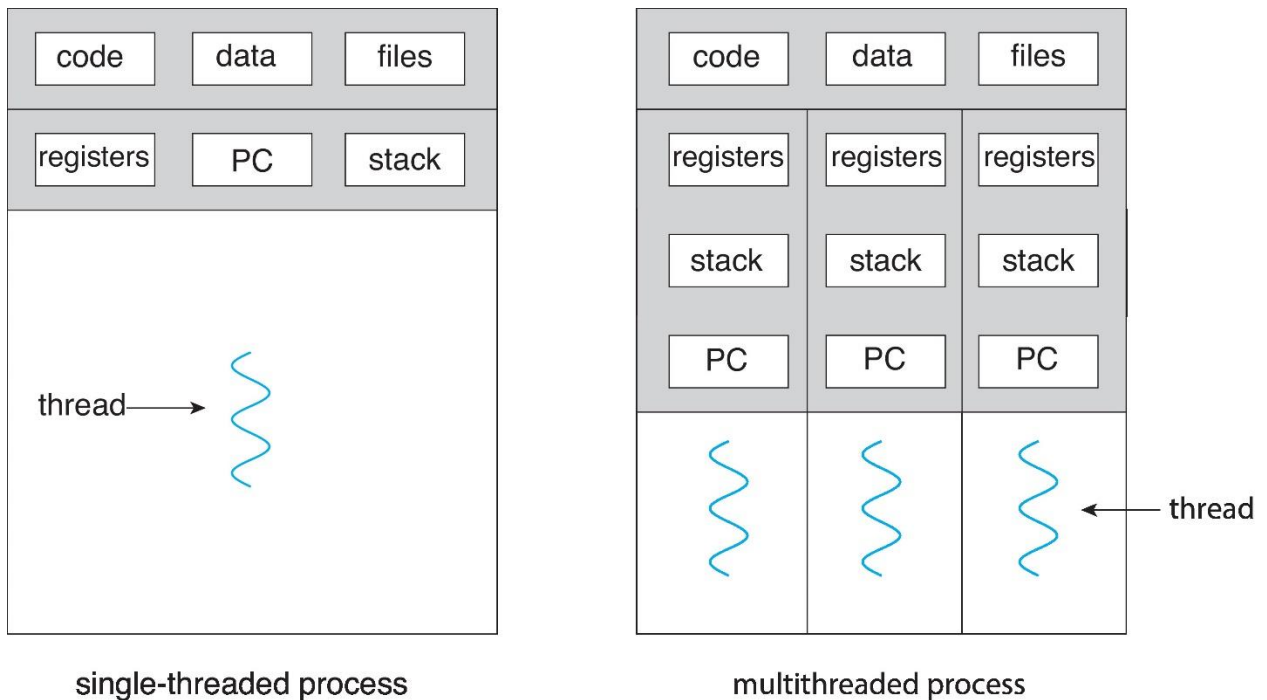 code data files
registers PC stack
thread
single-threaded process
code data files
registers registers registers
stack stack stack
PC PC PC
thread
multithreaded process